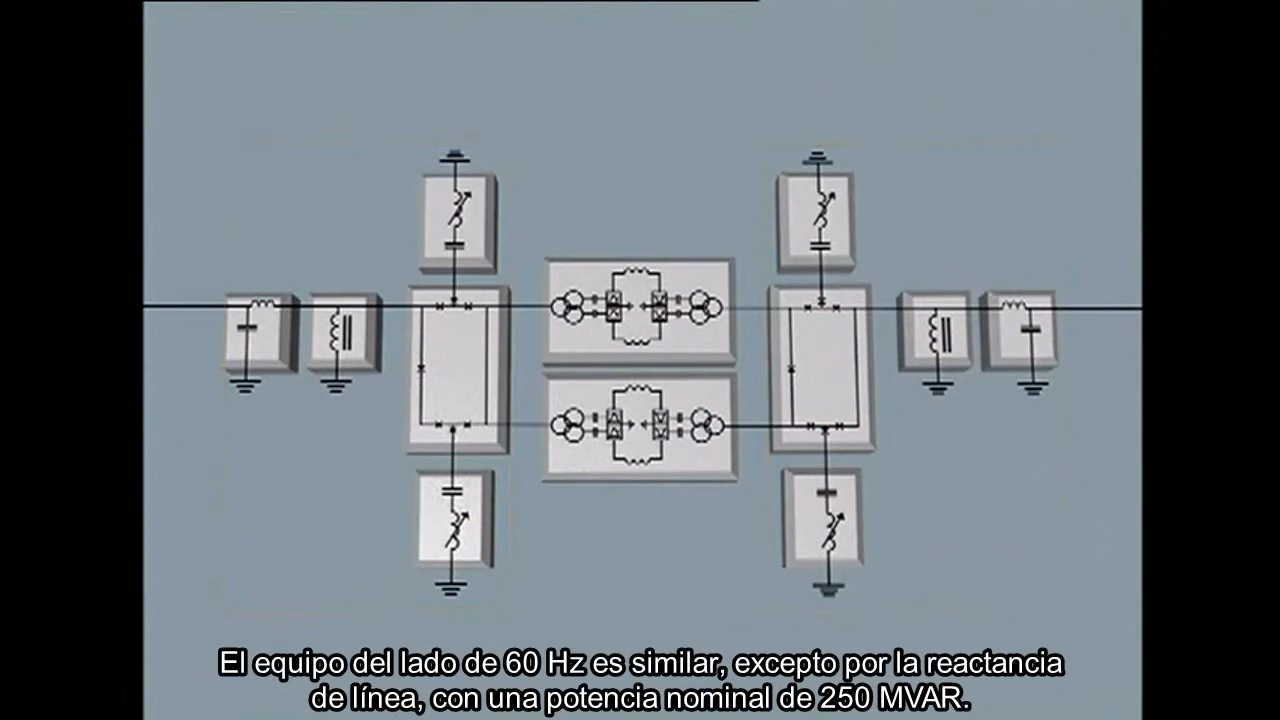 El equipo del lado de 60 Hz es similar, excepto por la reactancia
de línea, con una potencia nominal de 250 MVAR.